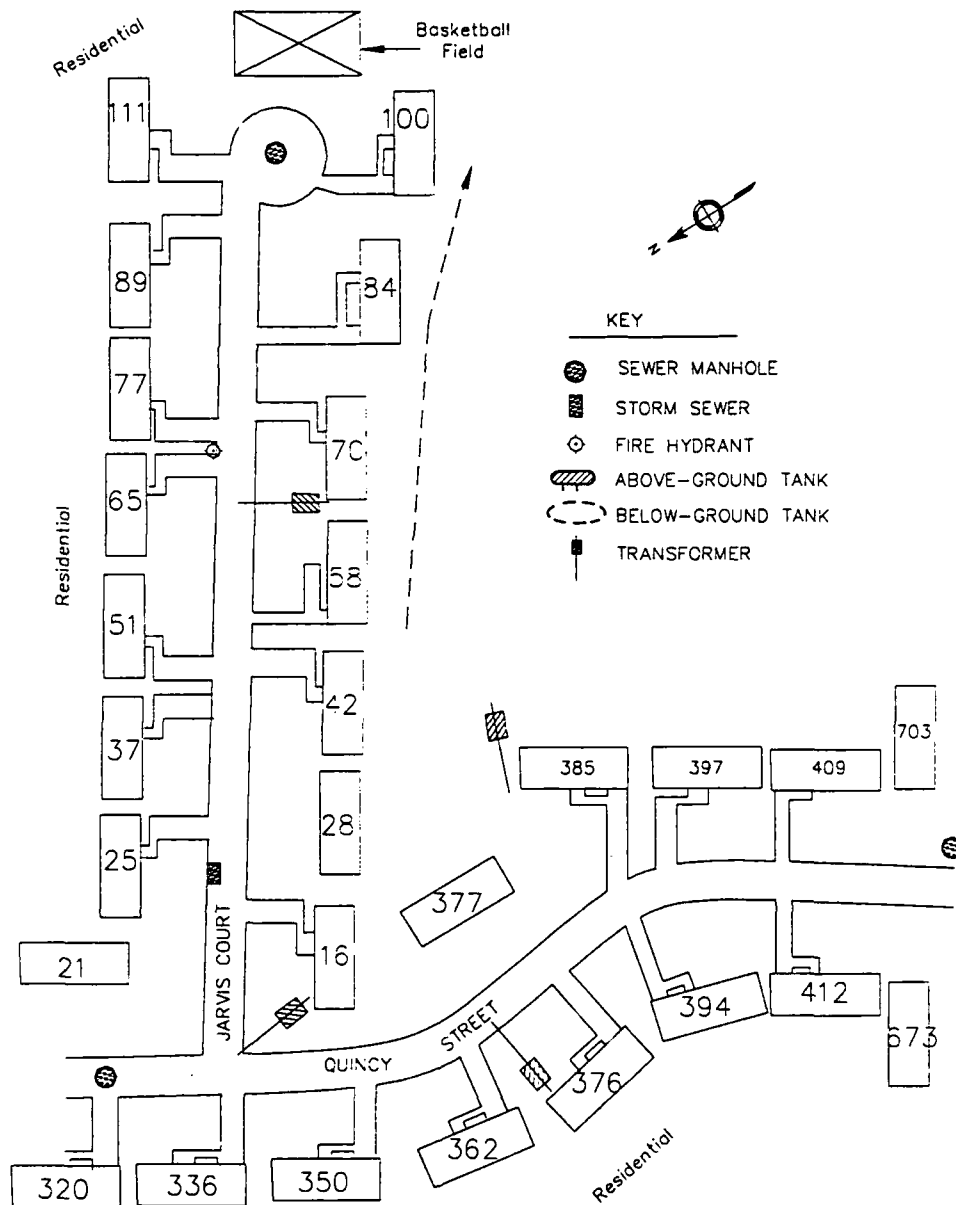 Residential
Basketball
Field
111
100
N
89
84
KEY
SEWER MANHOLE
STORM SEWER
FIRE HYDRANT
ABOVE-GROUND TANK
BELOW-GROUND TANK
TRANSFORMER
77
70
65
Residential
58
51
42
37
703
385
397
409
28
25
377
16
21
JARVIS COURT
394
412
673
QUINCY
STREET
376
362
320
336
350
Residential